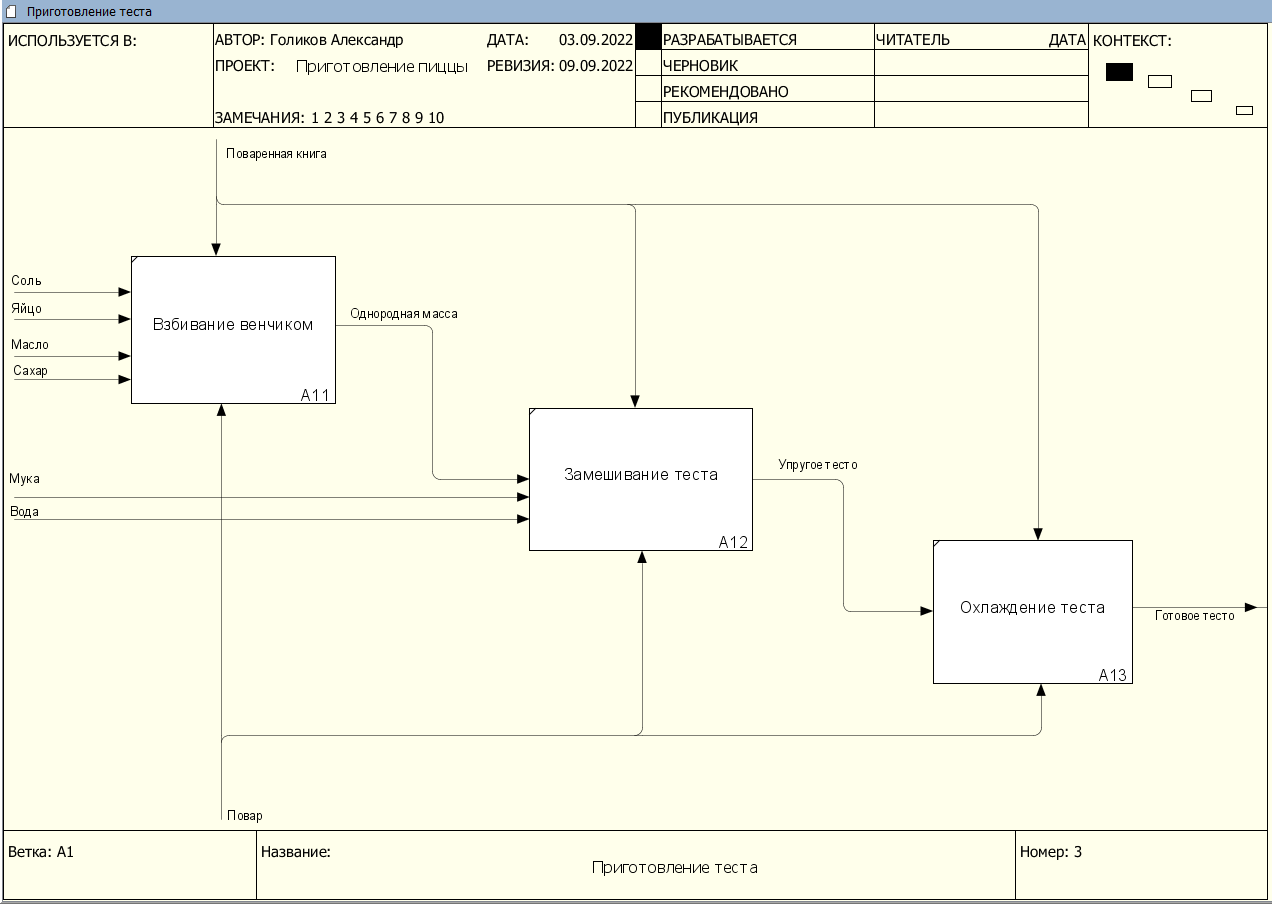 Приготовление теста
ИСПОЛЬЗУЕТСЯ В:
АВТОР: Голиков Александр
ДАТА: 03.09.2022
ПРОЕКТ: Приготовление пиццы
РЕВИЗИЯ: 09.09.2022
ЗАМЕЧАНИЯ: 1 2 3 4 5 6 7 8 9 10
РАЗРАБАТЫВАЕТСЯ
ЧЕРНОВИК
РЕКОМЕНДОВАНО
ПУБЛИКАЦИЯ
ЧИТАТЕЛЬ
ДАТА
КОНТЕКСТ:
Поваренная книга
Соль
Яйцо
Масло
Сахар
Взбивание венчиком
A11
Однородная масса
Мука
Вода
Замешивание теста
A12
Упругое тесто
Охлаждение теста
A13
Готовое тесто
Повар
Ветка: A1
Название:
Приготовление теста
Номер: 3